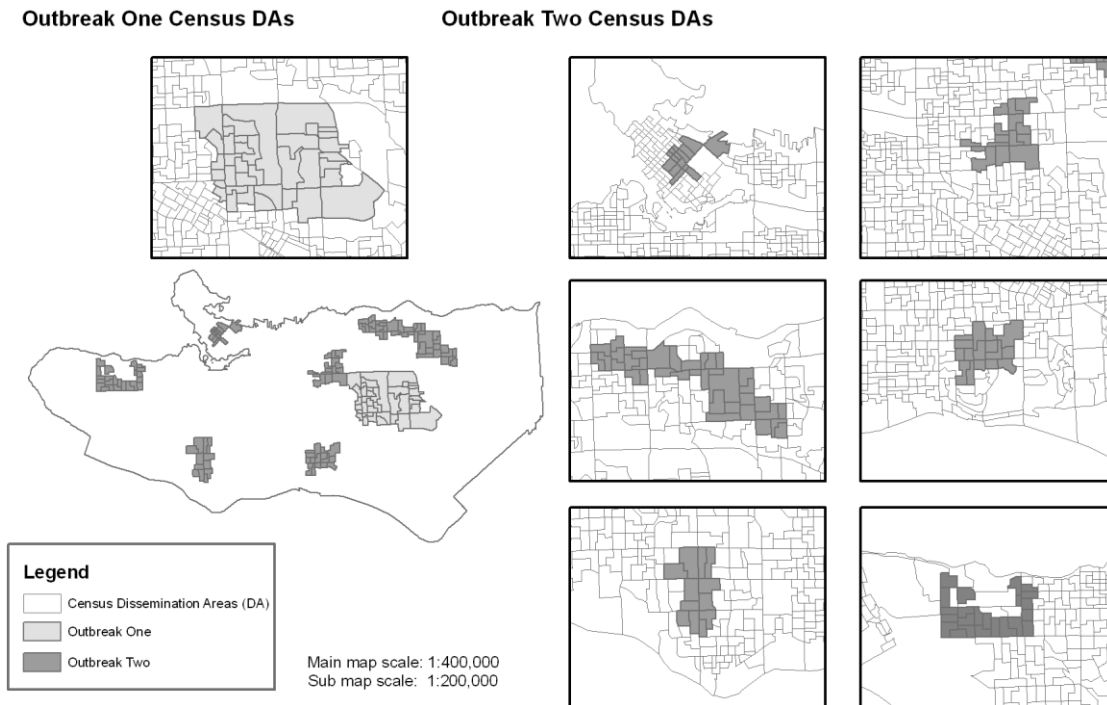 Outbreak One Census DAs
Outbreak Two Census DAs
Legend
Census Dissemination Areas (DA)
Outbreak One
Outbreak Two
Main map scale: 1:400,000
Sub map scale: 1:200,000